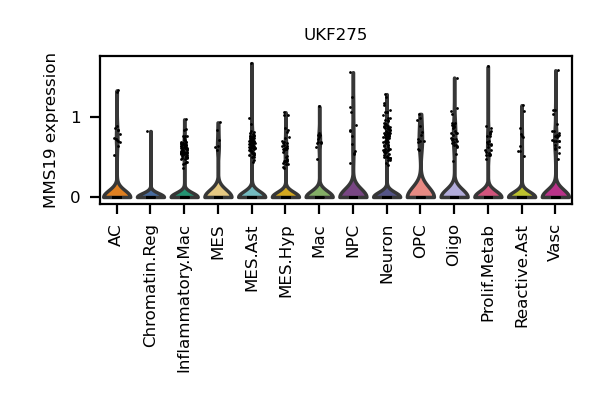 UKF275
MMS19 expression
1
0
AC
Chromatin.Reg
Inflammatory.Mac
MES
MES.Ast
MES.Hyp
Mac
NPC
Neuron
OPC
Oligo
Prolif.Metab
Reactive.Ast
Vasc